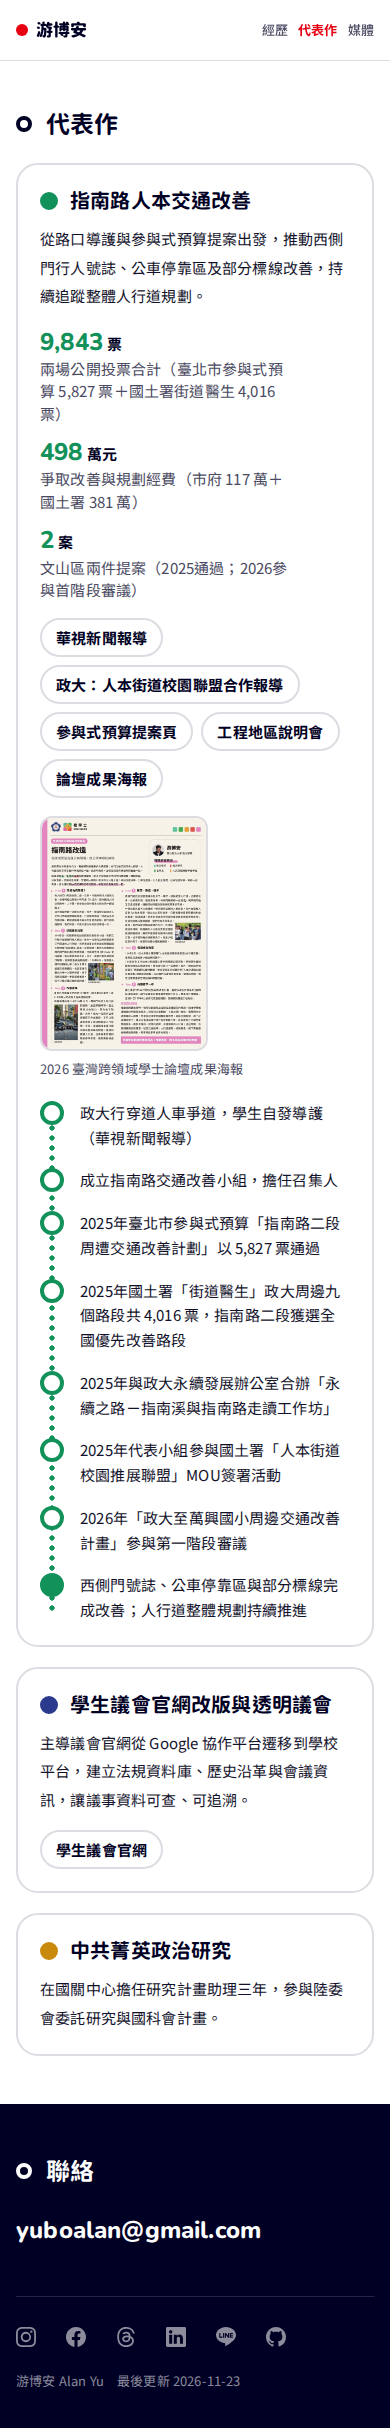 游博安
經歷 代表作 媒體
代表作
指南路人本交通改善
從路口導護與參與式預算提案出發，推動西側
門行人號誌、公車停靠區及部分標線改善，持
續追蹤整體人行道規劃。
9,843 票
兩場公開投票合計（臺北市參與式預
算 5,827 票＋國土署街道醫生 4,016
票）
498 萬元
爭取改善與規劃經費（市府 117 萬＋
國土署 381 萬）
2 案
文山區兩件提案（2025通過；2026參
與首階段審議）
華視新聞報導
政大：人本街道校園聯盟合作報導
參與式預算提案頁 工程地區說明會
論壇成果海報
指南路改造
2026 臺灣跨領域學士論壇成果海報
政大行穿道人車爭道，學生自發導護
（華視新聞報導）
成立指南路交通改善小組，擔任召集人
2025年臺北市參與式預算「指南路二段
周遭交通改善計劃」以 5,827 票通過
2025年國土署「街道醫生」政大周邊九
個路段共 4,016 票，指南路二段獲選全
國優先改善路段
2025年與政大永續發展辦公室合辦「永
續之路－指南溪與指南路走讀工作坊」
2025年代表小組參與國土署「人本街道
校園推展聯盟」MOU簽署活動
2026年「政大至萬興國小周邊交通改善
計畫」參與第一階段審議
西側門號誌、公車停靠區與部分標線完
成改善；人行道整體規劃持續推進
學生議會官網改版與透明議會
主導議會官網從 Google 協作平台遷移到學校
平台，建立法規資料庫、歷史沿革與會議資
訊，讓議事資料可查、可追溯。
學生議會官網
中共菁英政治研究
在國關中心擔任研究計畫助理三年，參與陸委
會委託研究與國科會計畫。
聯絡
yuboalan@gmail.com
LINE
游博安 Alan Yu 最後更新 2026-11-23